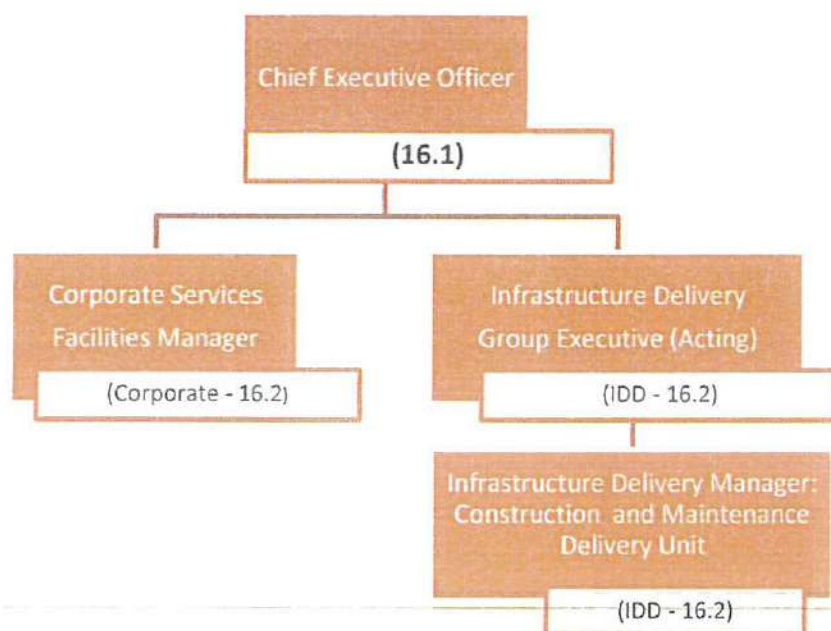 Chief Executive Officer
(16.1)
Corporate Services
Facilities Manager
(Corporate - 16.2)
Infrastructure Delivery
Group Executive (Acting)
(IDD - 16.2)
Infrastructure Delivery Manager:
Construction and Maintenance
Delivery Unit
(IDD - 16.2)